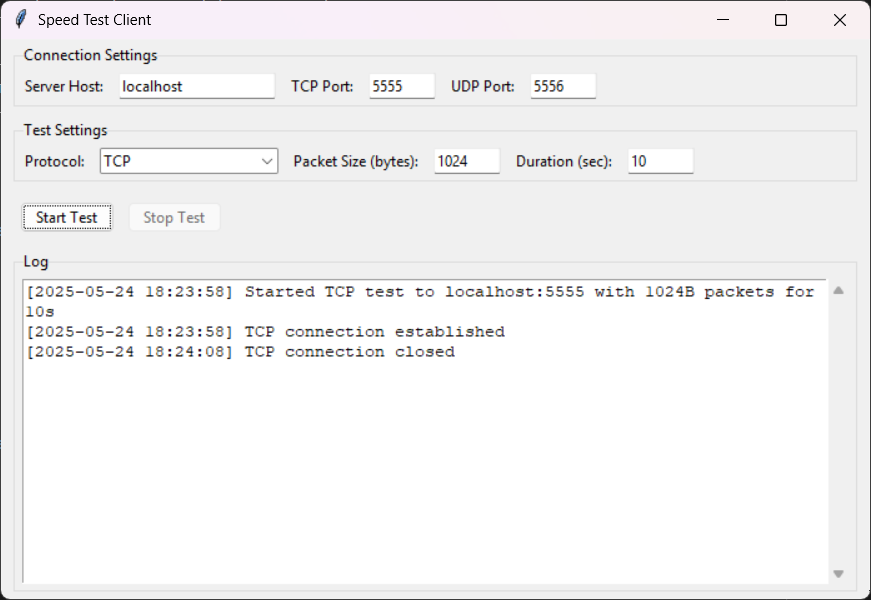 Speed Test Client
Connection Settings
Server Host: localhost TCP Port: 5555 UDP Port: 5556
Test Settings
Protocol: TCP Packet Size (bytes): 1024 Duration (sec): 10
Start Test Stop Test
Log
[2025-05-24 18:23:58] Started TCP test to localhost:5555 with 1024B packets for
10s
[2025-05-24 18:23:58] TCP connection established
[2025-05-24 18:24:08] TCP connection closed